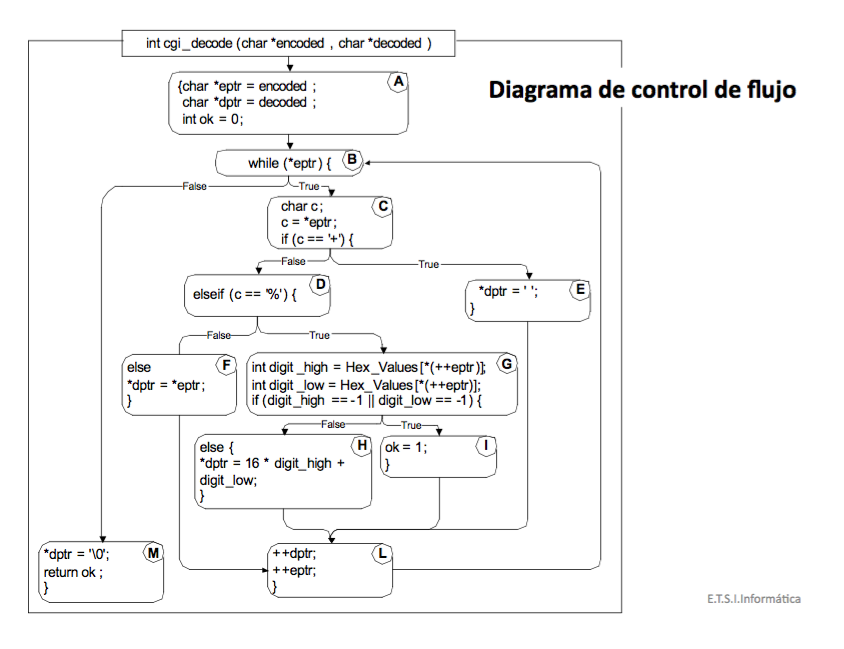 int cgi_decode (char *encoded , char *decoded )
Diagrama de control de flujo
A
{char *eptr = encoded ;
char *dptr = decoded ;
int ok = 0;
while (*eptr) {
B
False
True
char c;
C
c = *eptr;
if (c == '+') {
False
True
elseif (c == '%') {
D
*dptr = ' ';
E
}
False
True
else
F
*dptr = *eptr;
}
int digit_high = Hex_Values[*(++eptr)];
G
int digit_low = Hex_Values[*(++eptr)];
if (digit_high == -1 || digit_low == -1) {
False
True
else {
H
*dptr = 16 * digit_high +
digit_low;
}
ok = 1;
I
}
*dptr = '\0';
M
return ok ;
}
++dptr;
L
++eptr;
}
E.T.S.I.Informática